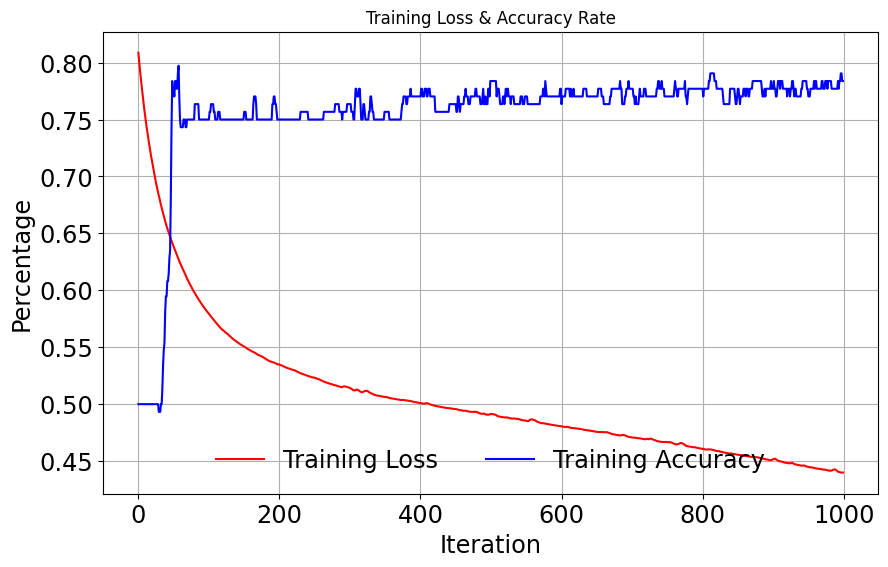 Training Loss & Accuracy Rate
0.80
0.75
0.70
0.65
0.60
0.55
0.50
0.45
Percentage
Training Loss Training Accuracy
0 200 400 600 800 1000
Iteration